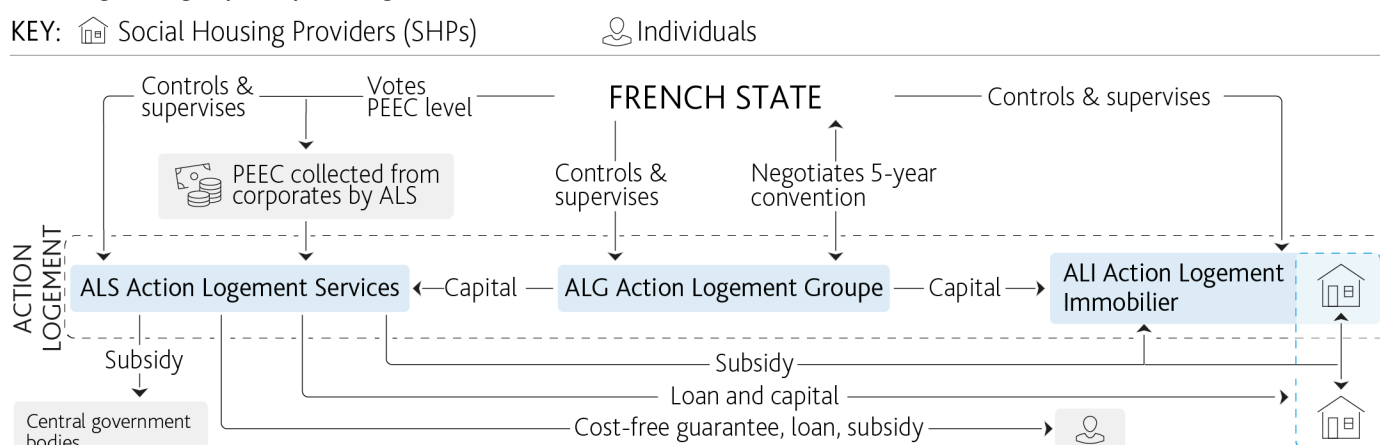 KEY: Social Housing Providers (SHPs) Individuals
Controls &
supervises
Votes
PEEC level
FRENCH STATE
Controls & supervises
PEEC collected from
corporates by ALS
Controls &
supervises
Negotiates 5-year
convention
ACTION
LOGEMENT
ALS Action Logement Services
Capital
ALG Action Logement Groupe
Capital
ALI Action Logement
Immobilier
Subsidy
Subsidy
Loan and capital
Cost-free guarantee, loan, subsidy
Central government
bodies